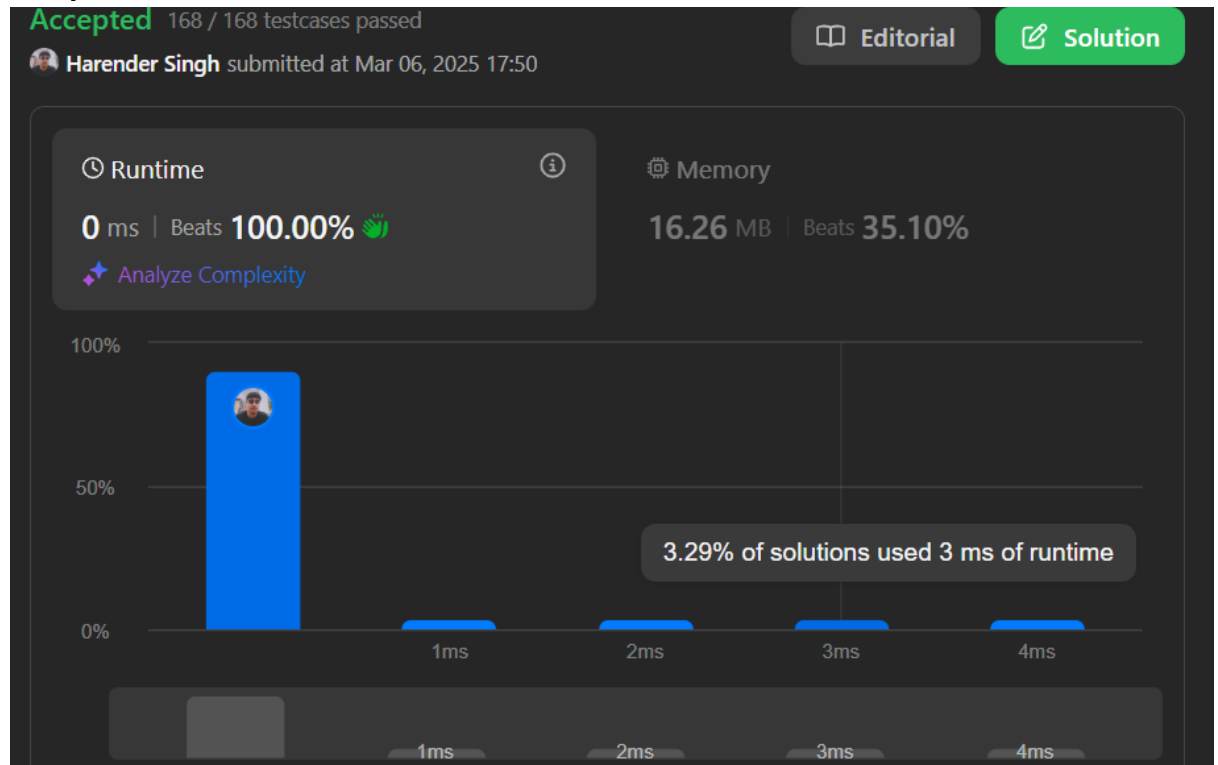 Accepted 168 / 168 testcases passed
Editorial
Solution
Harender Singh submitted at Mar 06, 2025 17:50
Runtime
0 ms | Beats 100.00%
Analyze Complexity
Memory
16.26 MB | Beats 35.10%
100%
50%
0%
3.29% of solutions used 3 ms of runtime
1ms 2ms 3ms 4ms
1ms 2ms 3ms 4ms